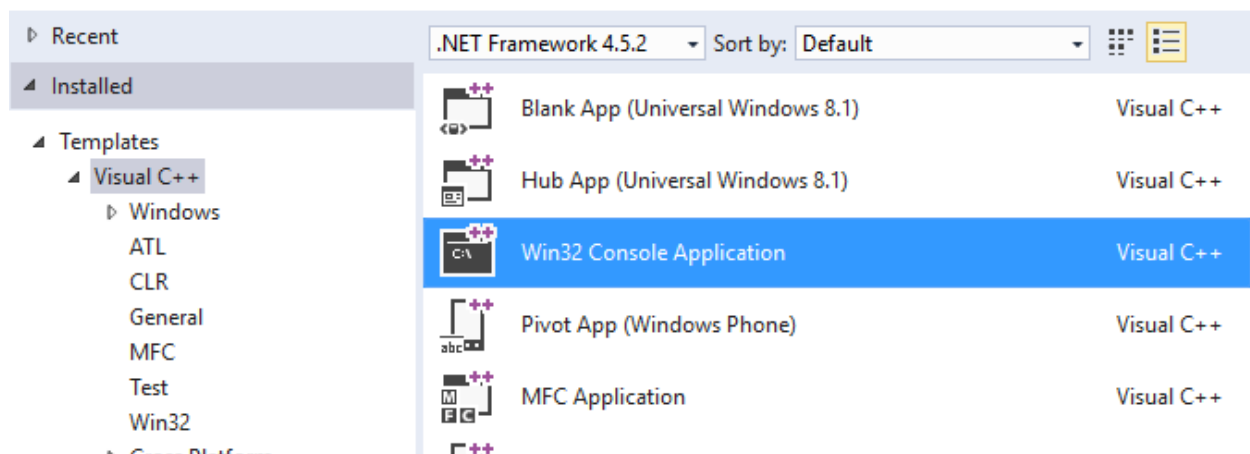 Recent
Installed
Templates
Visual C++
Windows
ATL
CLR
General
MFC
Test
Win32
.NET Framework 4.5.2 Sort by: Default
Blank App (Universal Windows 8.1) Visual C++
Hub App (Universal Windows 8.1) Visual C++
C:\ Win32 Console Application Visual C++
abc Pivot App (Windows Phone) Visual C++
MFC MFC Application Visual C++